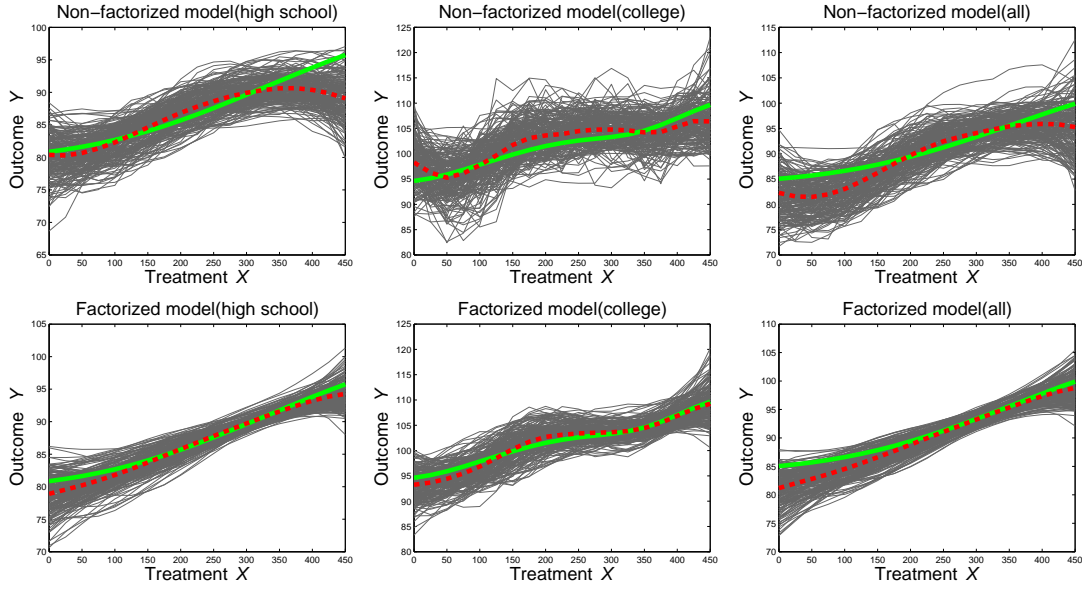 Non−factorized model(high school)
Non−factorized model(college)
Non−factorized model(all)
100
95
90
85
80
75
70
65
Outcome Y
0 50 100 150 200 250 300 350 400 450
Treatment X
125
120
115
110
105
100
95
90
85
80
Outcome Y
0 50 100 150 200 250 300 350 400 450
Treatment X
115
110
105
100
95
90
85
80
75
70
Outcome Y
0 50 100 150 200 250 300 350 400 450
Treatment X
Factorized model(high school)
Factorized model(college)
Factorized model(all)
105
100
95
90
85
80
75
70
Outcome Y
0 50 100 150 200 250 300 350 400 450
Treatment X
125
120
115
110
105
100
95
90
85
80
Outcome Y
0 50 100 150 200 250 300 350 400 450
Treatment X
110
105
100
95
90
85
80
75
70
Outcome Y
0 50 100 150 200 250 300 350 400 450
Treatment X